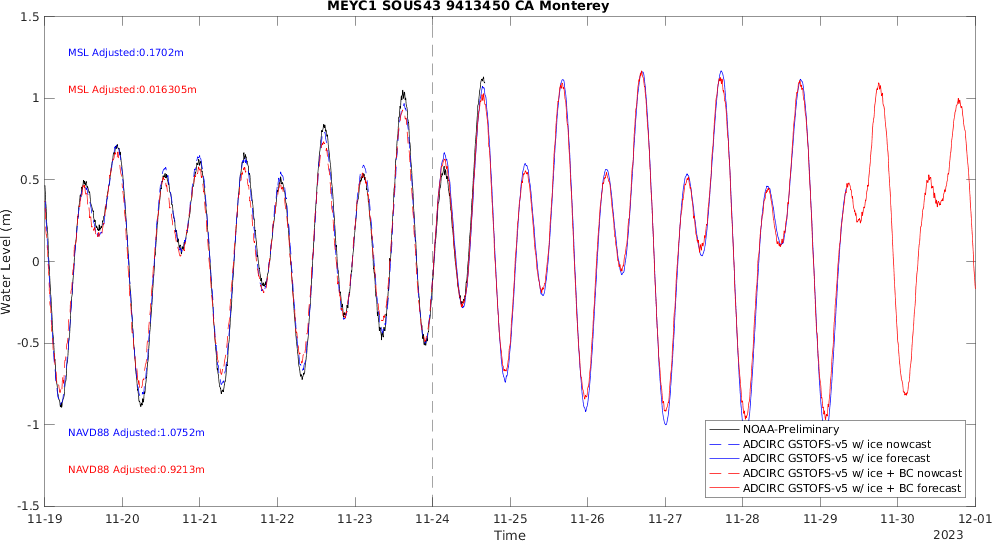 MEYC1 SOUS43 9413450 CA Monterey
1.5
1
0.5
0
-0.5
-1
-1.5
Water Level (m)
MSL Adjusted:0.1702m
MSL Adjusted:0.016305m
NAVD88 Adjusted:1.0752m
NAVD88 Adjusted:0.9213m
NOAA-Preliminary
ADCIRC GSTOFS-v5 w/ ice nowcast
ADCIRC GSTOFS-v5 w/ ice forecast
ADCIRC GSTOFS-v5 w/ ice + BC nowcast
ADCIRC GSTOFS-v5 w/ ice + BC forecast
11-19 11-20 11-21 11-22 11-23 11-24 11-25 11-26 11-27 11-28 11-29 11-30 12-01
Time
2023